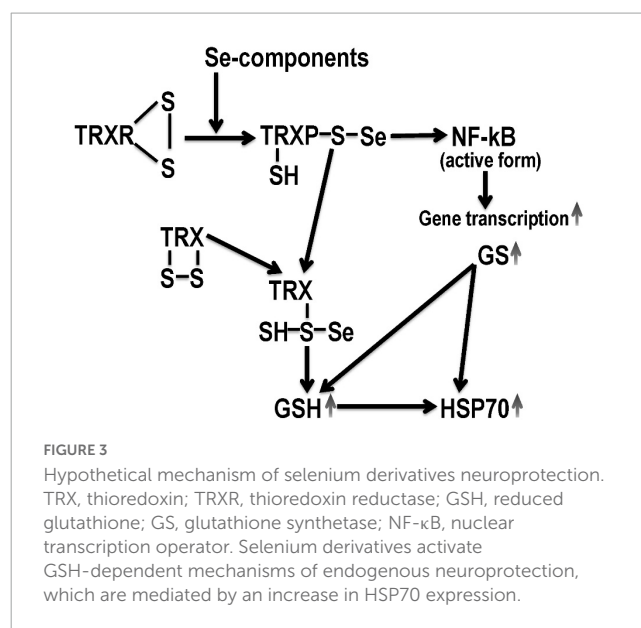 Se-components
S
TRXR
S
TRXP-S-Se
SH
NF-kB
(active form)
Gene transcription
GS
TRX
S-S
TRX
SH-S-Se
GSH
HSP70
FIGURE 3
Hypothetical mechanism of selenium derivatives neuroprotection.
TRX, thioredoxin; TRXR, thioredoxin reductase; GSH, reduced
glutathione; GS, glutathione synthetase; NF-κB, nuclear
transcription operator. Selenium derivatives activate
GSH-dependent mechanisms of endogenous neuroprotection,
which are mediated by an increase in HSP70 expression.